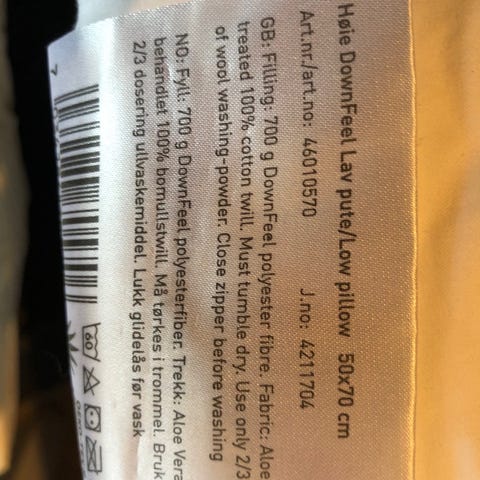 Høie DownFeel Lav pute/Low pillow 50x70 cm
Art.nr./art.no: 46010570 J.no: 4211704
GB: Filling: 700 g DownFeel polyester fibre. Fabric: Aloe
treated 100% cotton twill. Must tumble dry. Use only 2/3
of wool washing-powder. Close zipper before washing
NO: Fyll: 700 g DownFeel polyesterfiber. Trekk: Aloe Vera
behandlet 100% bomullstwill. Må tørkes i trommel. Bruk
2/3 dosering ullvaskemiddel. Lukk glidelås før vask
7
60